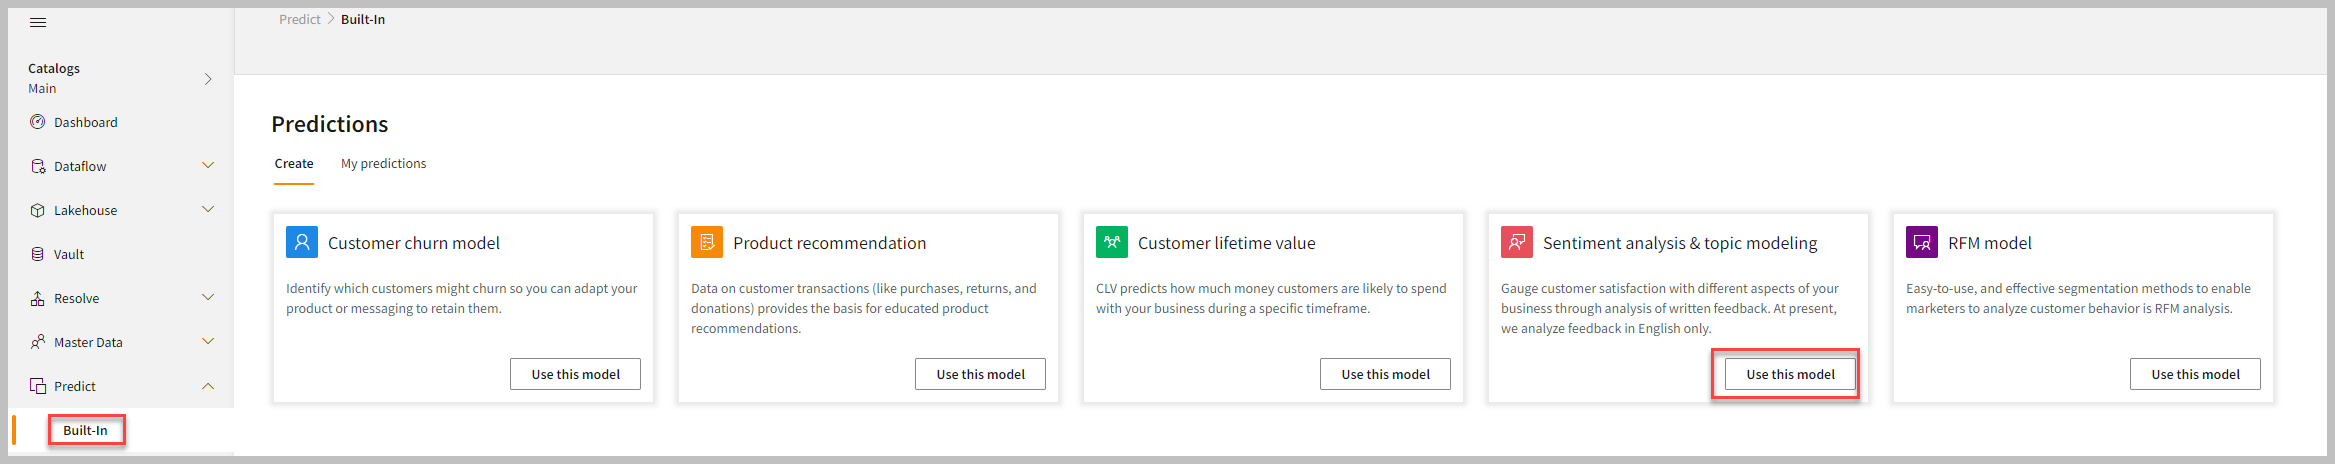 Predict > Built-In
Catalogs
Main
Dashboard
Dataflow
Lakehouse
Vault
Resolve
Master Data
Predict
Built-In
Predictions
Create My predictions
Customer churn model
Identify which customers might churn so you can adapt your
product or messaging to retain them.
Use this model
Product recommendation
Data on customer transactions (like purchases, returns, and
donations) provides the basis for educated product
recommendations.
Use this model
Customer lifetime value
CLV predicts how much money customers are likely to spend
with your business during a specific timeframe.
Use this model
Sentiment analysis & topic modeling
Gauge customer satisfaction with different aspects of your
business through analysis of written feedback. At present,
we analyze feedback in English only.
Use this model
RFM model
Easy-to-use, and effective segmentation methods to enable
marketers to analyze customer behavior is RFM analysis.
Use this model